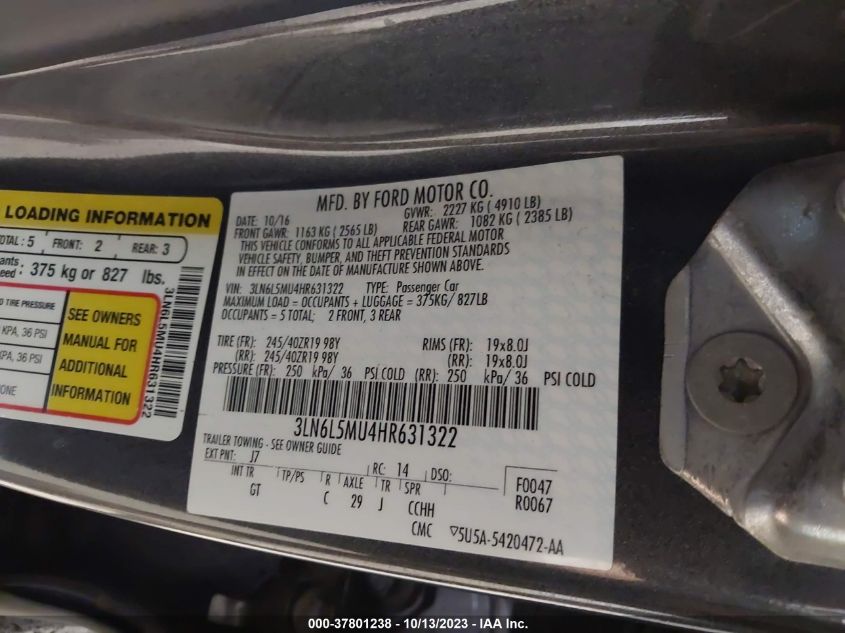 LOADING INFORMATION
OTAL : 5 FRONT: 2 REAR: 3
375 kg or 827 lbs.
TIRE PRESSURE
KPA, 36 PSI
KPA, 36 PSI
ONE
SEE OWNERS
MANUAL FOR
ADDITIONAL
INFORMATION
3LN6L5MU4HR631322
MFD. BY FORD MOTOR CO.
DATE: 10/16 GVWR: 2227 KG ( 4910 LB)
FRONT GAWR: 1163 KG ( 2565 LB) REAR GAWR: 1082 KG ( 2385 LB)
THIS VEHICLE CONFORMS TO ALL APPLICABLE FEDERAL MOTOR
VEHICLE SAFETY, BUMPER, AND THEFT PREVENTION STANDARDS
IN EFFECT ON THE DATE OF MANUFACTURE SHOWN ABOVE.
VIN: 3LN6L5MU4HR631322 TYPE: Passenger Car
MAXIMUM LOAD = OCCUPANTS + LUGGAGE = 375KG/ 827LB
OCCUPANTS = 5 TOTAL; 2 FRONT, 3 REAR
TIRE (FR): 245/40ZR19 98Y RIMS (FR): 19x8.0J
(RR): 245/40ZR19 98Y (RR): 19x8.0J
PRESSURE (FR): 250 kPa/ 36 PSI COLD (RR): 250 kPa/ 36 PSI COLD
3LN6L5MU4HR631322
TRAILER TOWING - SEE OWNER GUIDE
EXT PNT: J7 RC: 14 DSO: F0047
INT TR TP/PS R AXLE TR SPR R0067
GT C 29 J CCHH
CMC ▽5U5A-5420472-AA
000-37801238 - 10/13/2023 - IAA Inc.